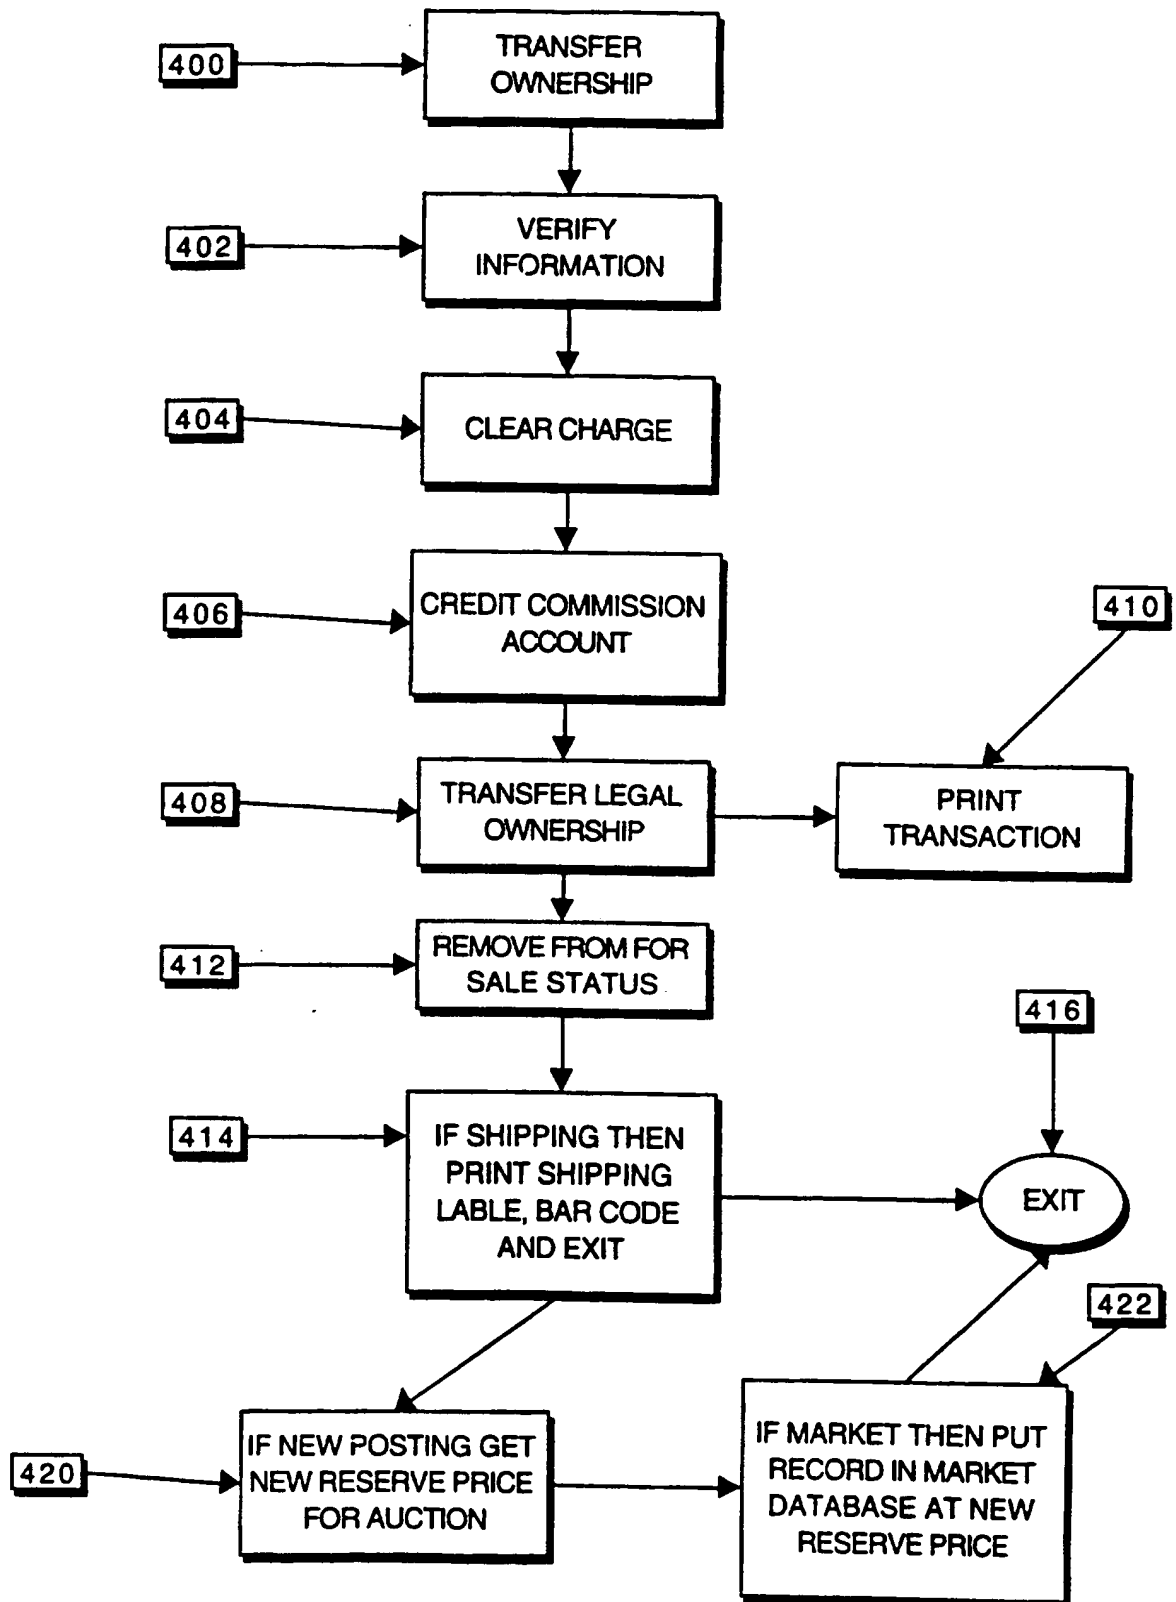 400
TRANSFER
OWNERSHIP
402
VERIFY
INFORMATION
404
CLEAR CHARGE
406
CREDIT COMMISSION
ACCOUNT
410
408
TRANSFER LEGAL
OWNERSHIP
PRINT
TRANSACTION
412
REMOVE FROM FOR
SALE STATUS
416
414
IF SHIPPING THEN
PRINT SHIPPING
LABLE, BAR CODE
AND EXIT
EXIT
422
420
IF NEW POSTING GET
NEW RESERVE PRICE
FOR AUCTION
IF MARKET THEN PUT
RECORD IN MARKET
DATABASE AT NEW
RESERVE PRICE